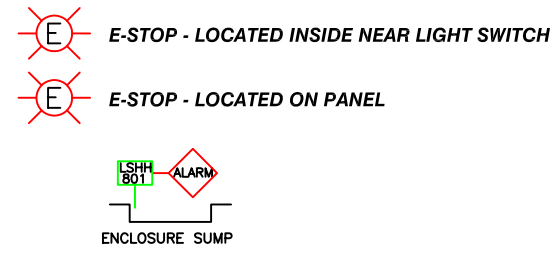 E E-STOP - LOCATED INSIDE NEAR LIGHT SWITCH
E E-STOP - LOCATED ON PANEL
LSHH
801
ALARM
ENCLOSURE SUMP